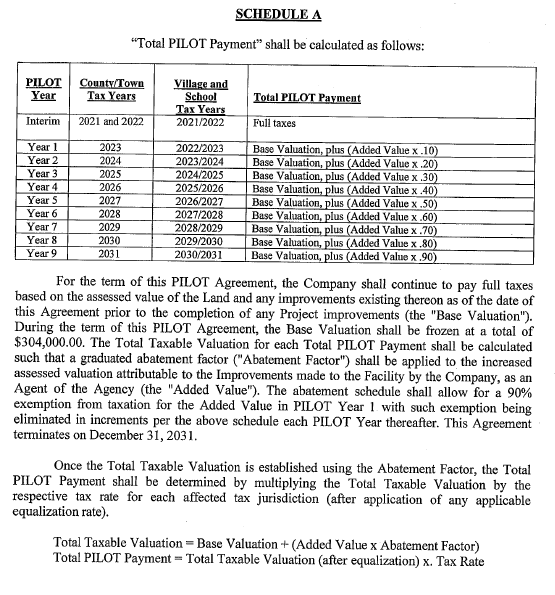 SCHEDULE A
“Total PILOT Payment” shall be calculated as follows:
PILOT Year County/Town Tax Years Village and School Tax Years Total PILOT Payment
Interim 2021 and 2022 2021/2022 Full taxes
Year 1 2023 2022/2023 Base Valuation, plus (Added Value x .10)
Year 2 2024 2023/2024 Base Valuation, plus (Added Value x .20)
Year 3 2025 2024/2025 Base Valuation, plus (Added Value x .30)
Year 4 2026 2025/2026 Base Valuation, plus (Added Value x .40)
Year 5 2027 2026/2027 Base Valuation, plus (Added Value x .50)
Year 6 2028 2027/2028 Base Valuation, plus (Added Value x .60)
Year 7 2029 2028/2029 Base Valuation, plus (Added Value x .70)
Year 8 2030 2029/2030 Base Valuation, plus (Added Value x .80)
Year 9 2031 2030/2031 Base Valuation, plus (Added Value x .90)
For the term of this PILOT Agreement, the Company shall continue to pay full taxes
based on the assessed value of the Land and any improvements existing thereon as of the date of
this Agreement prior to the completion of any Project improvements (the "Base Valuation").
During the term of this PILOT Agreement, the Base Valuation shall be frozen at a total of
$304,000.00. The Total Taxable Valuation for each Total PILOT Payment shall be calculated
such that a graduated abatement factor ("Abatement Factor") shall be applied to the increased
assessed valuation attributable to the Improvements made to the Facility by the Company, as an
Agent of the Agency (the "Added Value"). The abatement schedule shall allow for a 90%
exemption from taxation for the Added Value in PILOT Year 1 with such exemption being
eliminated in increments per the above schedule each PILOT Year thereafter. This Agreement
terminates on December 31, 2031.
Once the Total Taxable Valuation is established using the Abatement Factor, the Total
PILOT Payment shall be determined by multiplying the Total Taxable Valuation by the
respective tax rate for each affected tax jurisdiction (after application of any applicable
equalization rate).
Total Taxable Valuation = Base Valuation + (Added Value x Abatement Factor)
Total PILOT Payment = Total Taxable Valuation (after equalization) x. Tax Rate